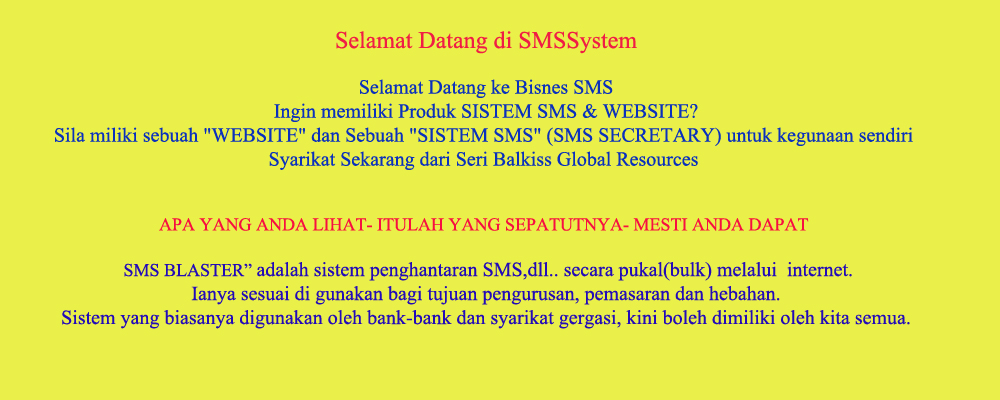 Selamat Datang di SMSSystem
Selamat Datang ke Bisnes SMS
Ingin memiliki Produk SISTEM SMS & WEBSITE?
Sila miliki sebuah "WEBSITE" dan Sebuah "SISTEM SMS" (SMS SECRETARY) untuk kegunaan sendiri
Syarikat Sekarang dari Seri Balkiss Global Resources
APA YANG ANDA LIHAT- ITULAH YANG SEPATUTNYA- MESTI ANDA DAPAT
SMS BLASTER” adalah sistem penghantaran SMS,dll.. secara pukal(bulk) melalui  internet.
Ianya sesuai di gunakan bagi tujuan pengurusan, pemasaran dan hebahan.
Sistem yang biasanya digunakan oleh bank-bank dan syarikat gergasi, kini boleh dimiliki oleh kita semua.